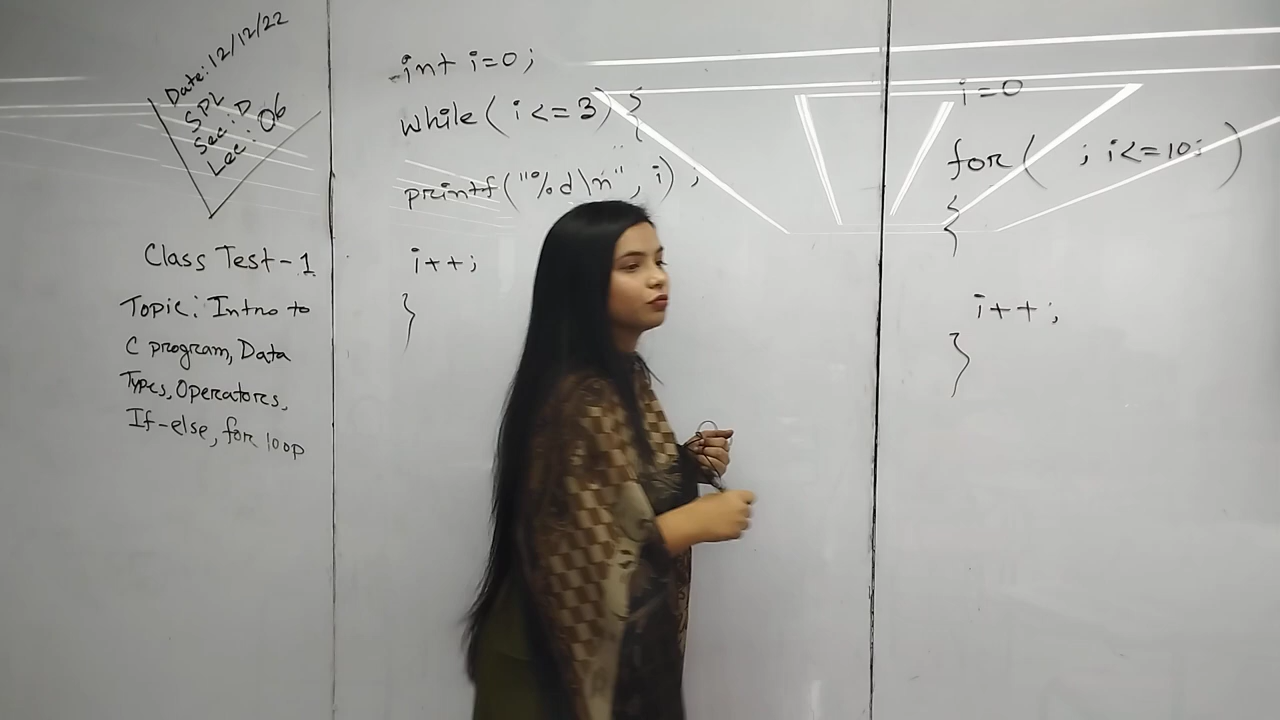 Date: 12/12/22
SPL
Sec: D
Lec: 06
Class Test-1
Topic: Intro to
C program, Data
Types, Operators,
If-else, for loop
int i=0;
while(i<=3){
printf("%d\n", i);
i++;
}
i=0
for( ; i<=10; )
{
i++;
}